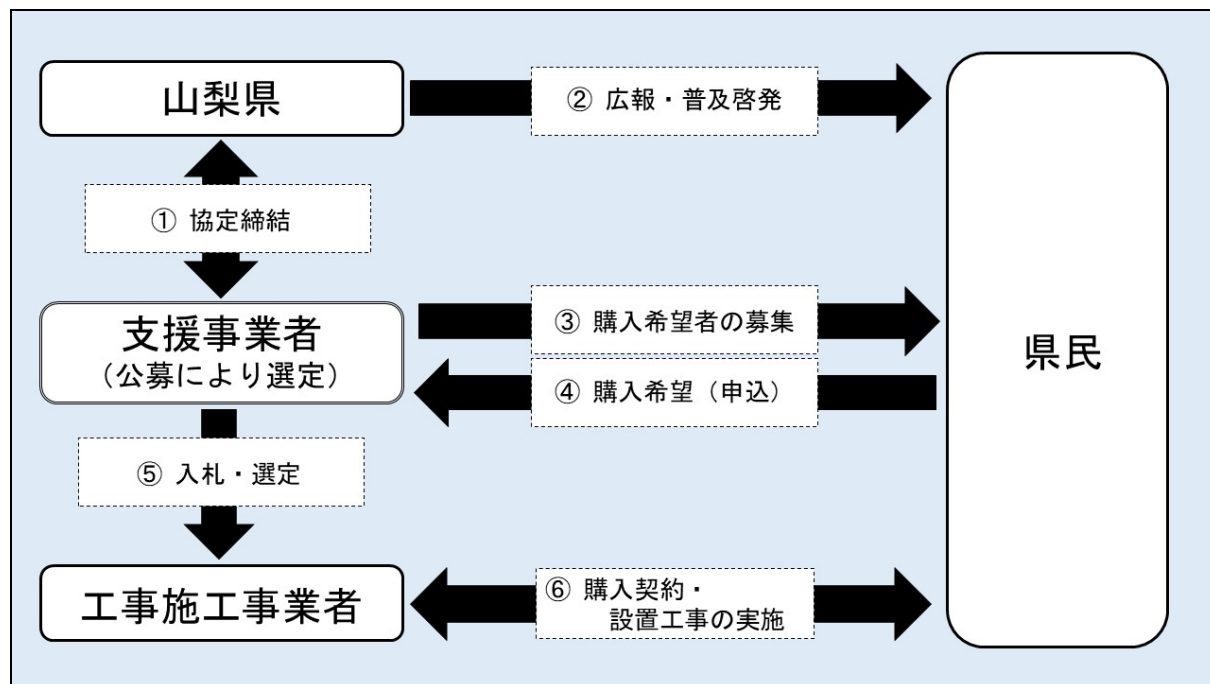 山梨県
② 広報・普及啓発
① 協定締結
支援事業者
（公募により選定）
③ 購入希望者の募集
④ 購入希望（申込）
県民
⑤ 入札・選定
工事施工事業者
⑥ 購入契約・
設置工事の実施